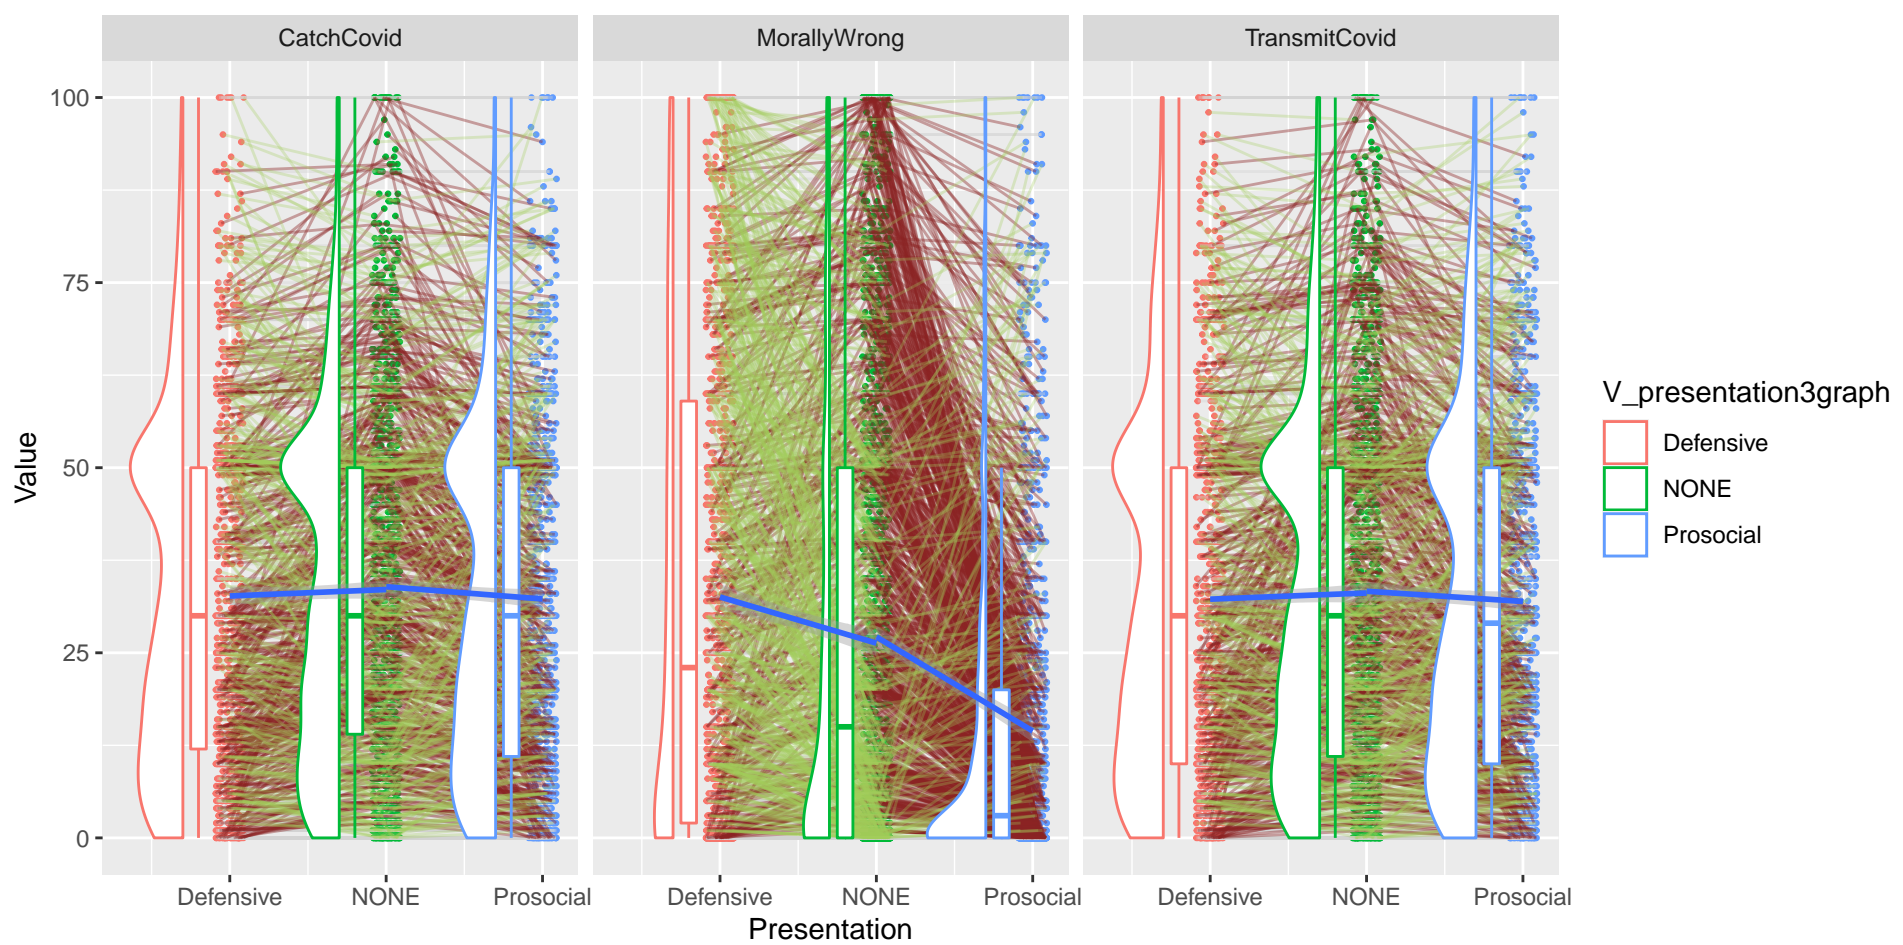 CatchCovid
MorallyWrong
TransmitCovid
100
75
50
25
0
Value
Defensive
NONE
Prosocial
Defensive
NONE
Prosocial
Defensive
NONE
Prosocial
Presentation
V_presentation3graph
Defensive
NONE
Prosocial